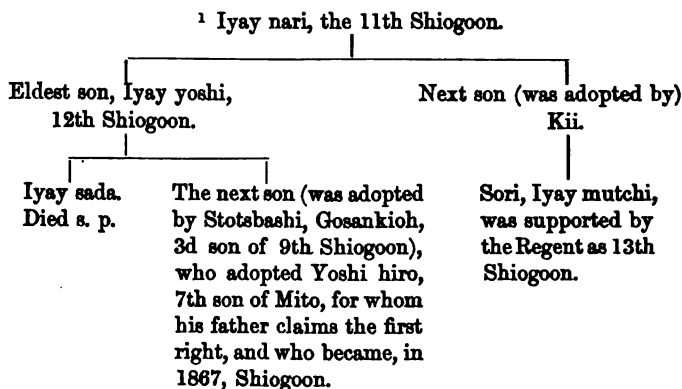 ¹ Iyay nari, the 11th Shiogoon.
Eldest son, Iyay yoshi,
12th Shiogoon.
Next son (was adopted by)
Kii.
Iyay sada.
Died s. p.
The next son (was adopted
by Stotsbashi, Gosankioh,
3d son of 9th Shiogoon),
who adopted Yoshi hiro,
7th son of Mito, for whom
his father claims the first
right, and who became, in
1867, Shiogoon.
Sori, Iyay mutchi,
was supported by
the Regent as 13th
Shiogoon.